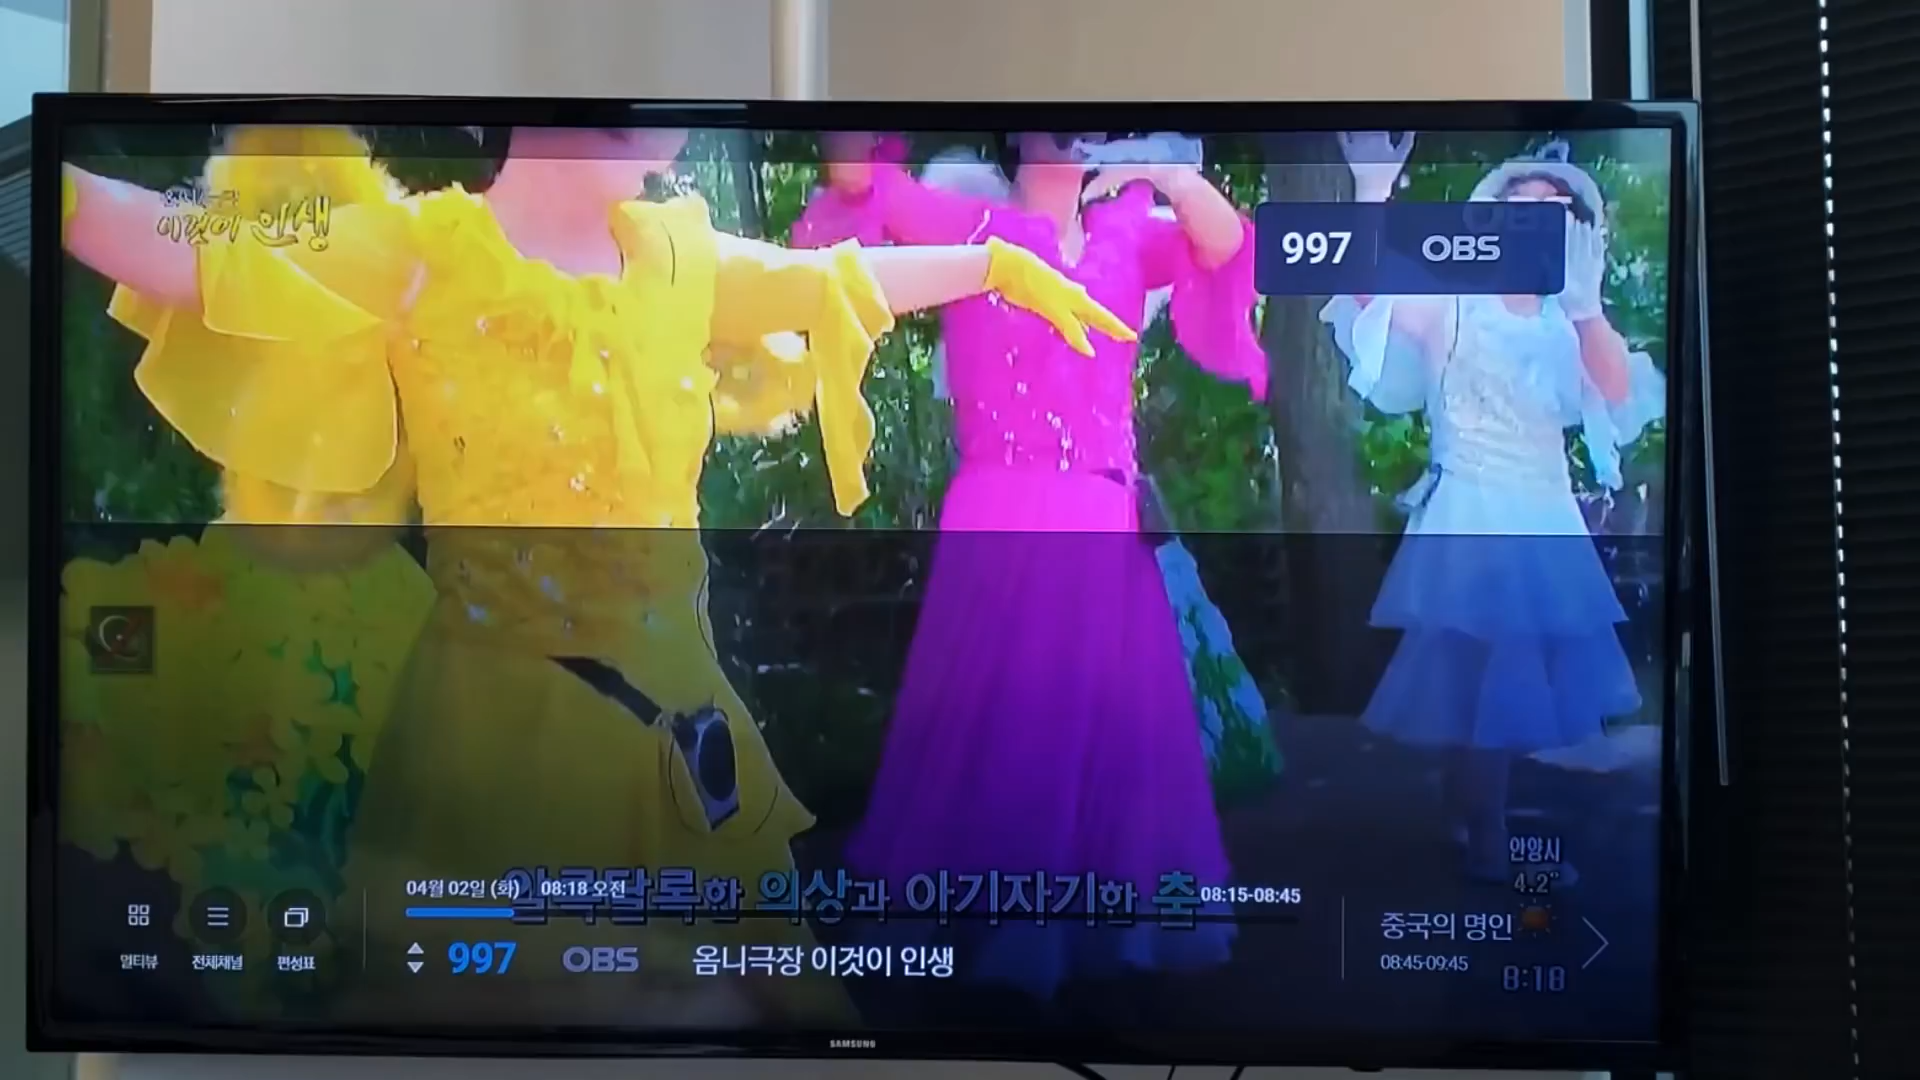 이것이 인생
997 OBS
알록달록한 의상과 아기자기한 춤
04월 02일 (화) 08:18 오전
08:15-08:45
997 OBS 옴니극장 이것이 인생
멀티뷰 전체채널 편성표
중국의 명인
08:45-09:45
안양시
4.2°
8:18
SAMSUNG